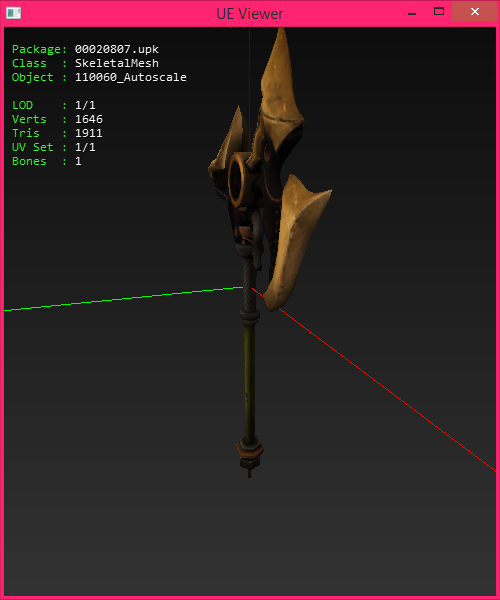 UE Viewer
Package: 00020807.upk
Class  : SkeletalMesh
Object : 110060_Autoscale
LOD    : 1/1
Verts  : 1646
Tris   : 1911
UV Set : 1/1
Bones  : 1